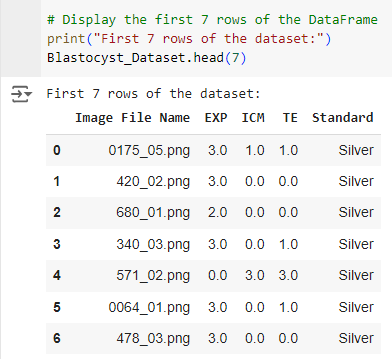 # Display the first 7 rows of the DataFrame
print("First 7 rows of the dataset:")
Blastocyst_Dataset.head(7)
First 7 rows of the dataset:
Image File Name EXP ICM TE Standard
0 0175_05.png 3.0 1.0 1.0 Silver
1 420_02.png 3.0 0.0 0.0 Silver
2 680_01.png 2.0 0.0 0.0 Silver
3 340_03.png 3.0 0.0 1.0 Silver
4 571_02.png 0.0 3.0 3.0 Silver
5 0064_01.png 3.0 0.0 1.0 Silver
6 478_03.png 3.0 0.0 0.0 Silver